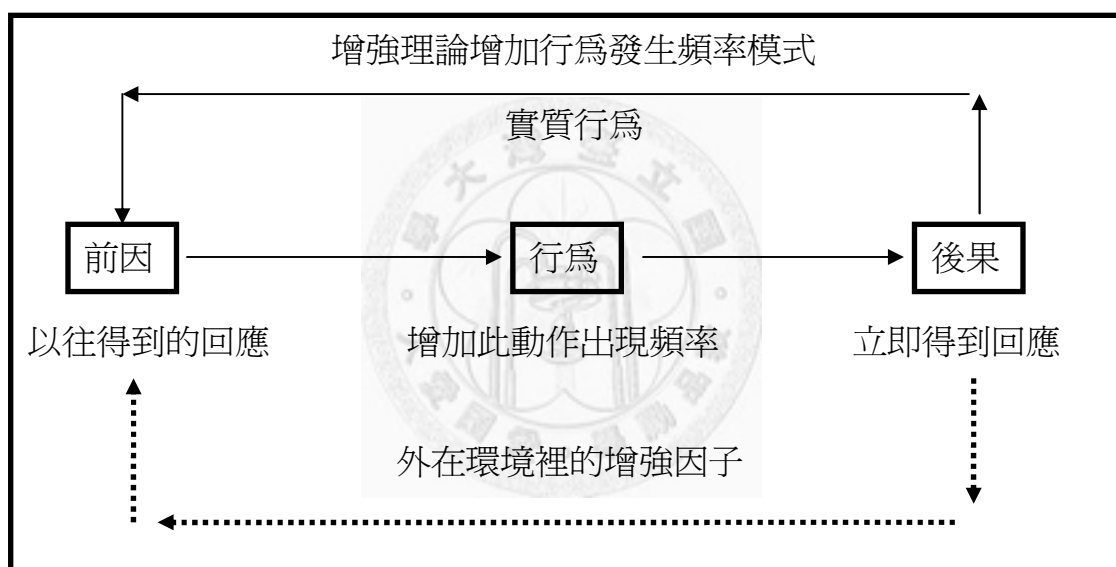 增強理論增加行爲發生頻率模式
實質行爲
前因
行爲
後果
以往得到的回應
增加此動作出現頻率
立即得到回應
外在環境裡的增強因子